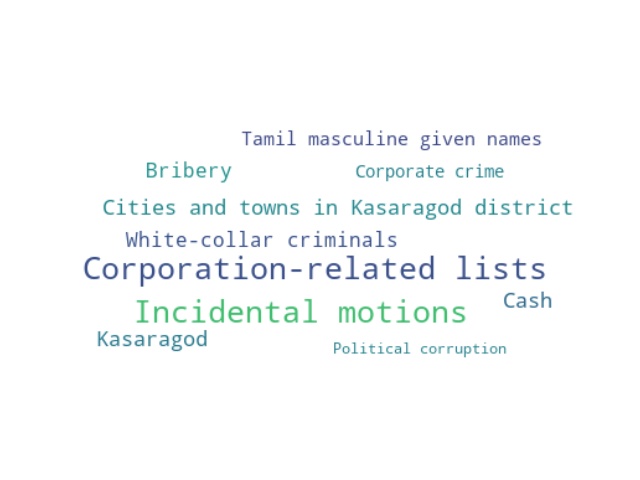 Tamil masculine given names
Bribery
Corporate crime
Cities and towns in Kasaragod district
White-collar criminals
Corporation-related lists
Cash
Incidental motions
Kasaragod
Political corruption